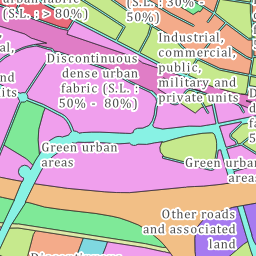 (S.L. : > 80%)
(S.L. : 30% -
50%)
Industrial,
commercial,
public,
military and
private units
Discontinuous
dense urban
fabric (S.L. :
50% -  80%)
Green urban
areas
Green urban
areas
Other roads
and associated
land